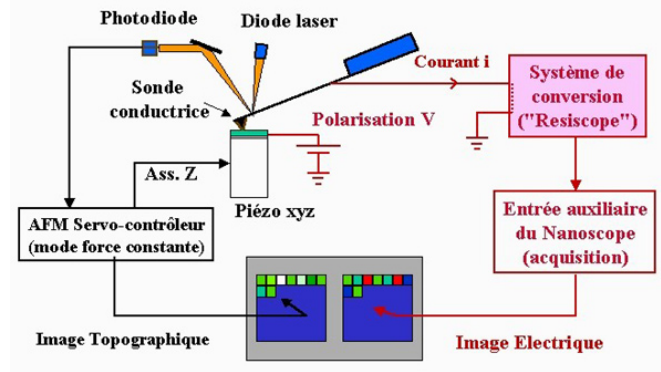 Photodiode
Diode laser
Courant i
Sonde
conductrice
Polarisation V
Système de
conversion
("Resiscope")
Ass. Z
Piézo xyz
AFM Servo-contrôleur
(mode force constante)
Entrée auxiliaire
du Nanoscope
(acquisition)
Image Topographique
Image Electrique